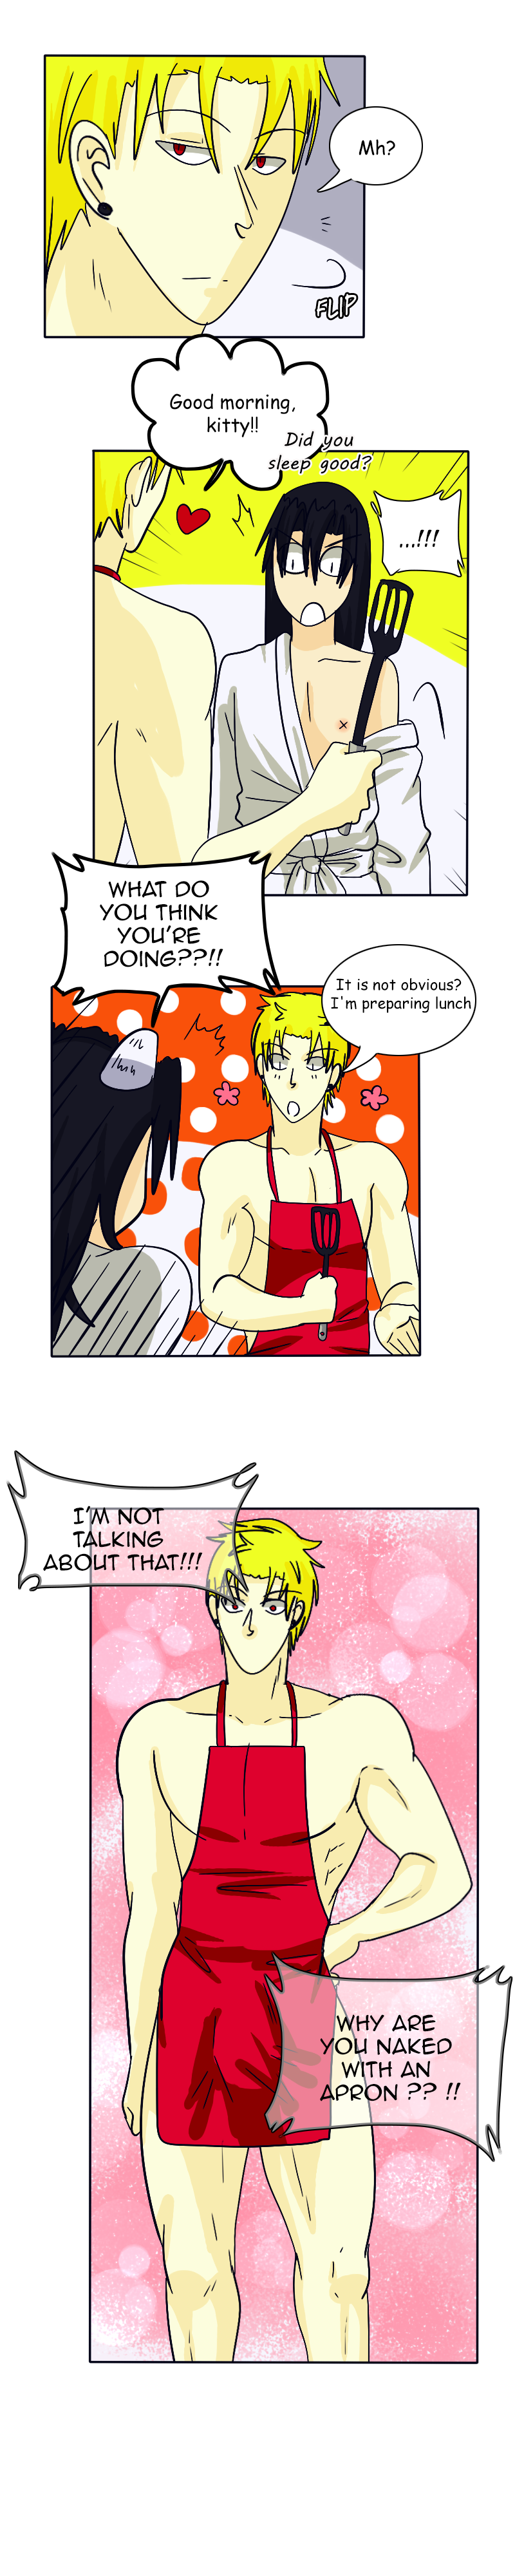 Mh?
FLIP
Good morning,
kitty!!
Did you
sleep good?
...!!!
WHAT DO
YOU THINK
YOU'RE
DOING??!!
It is not obvious?
I'm preparing lunch
I'M NOT
TALKING
ABOUT THAT!!!
WHY ARE
YOU NAKED
WITH AN
APRON ?? !!